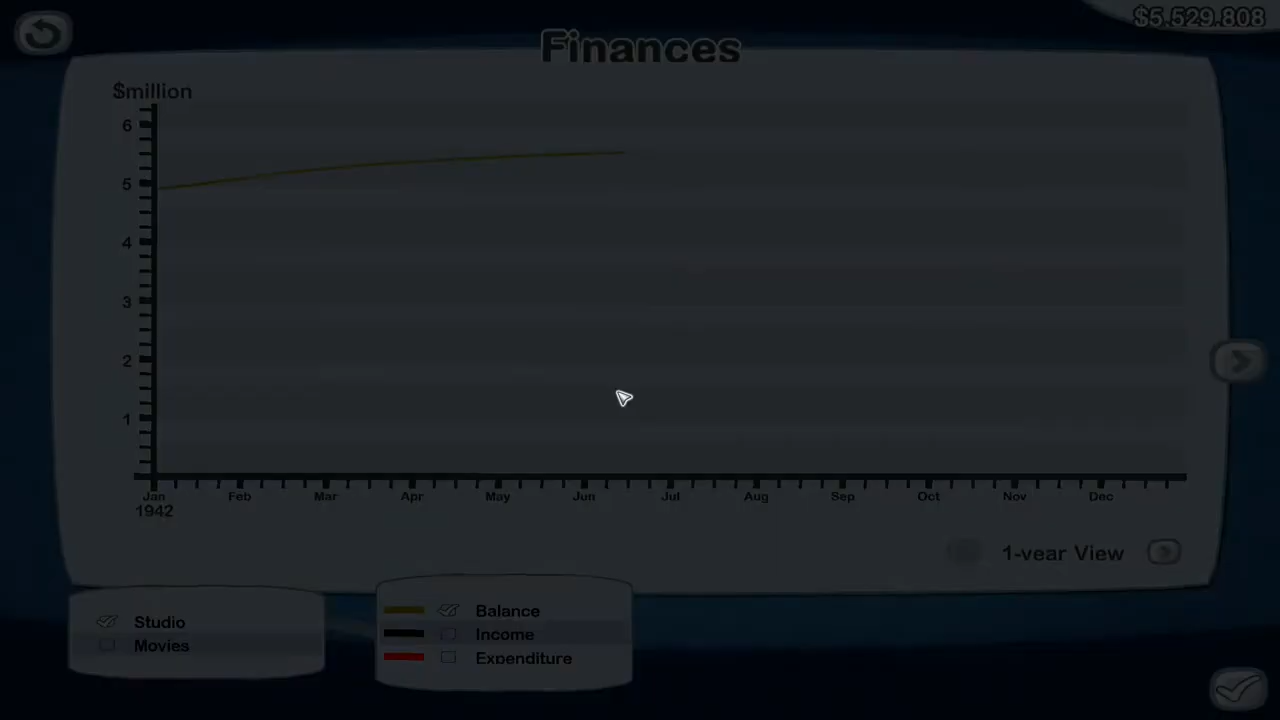 $5,529,808
Finances
$million
6
5
4
3
2
1
Jan Feb Mar Apr May Jun Jul Aug Sep Oct Nov Dec
1942
1-year View
Studio
Movies
Balance
Income
Expenditure